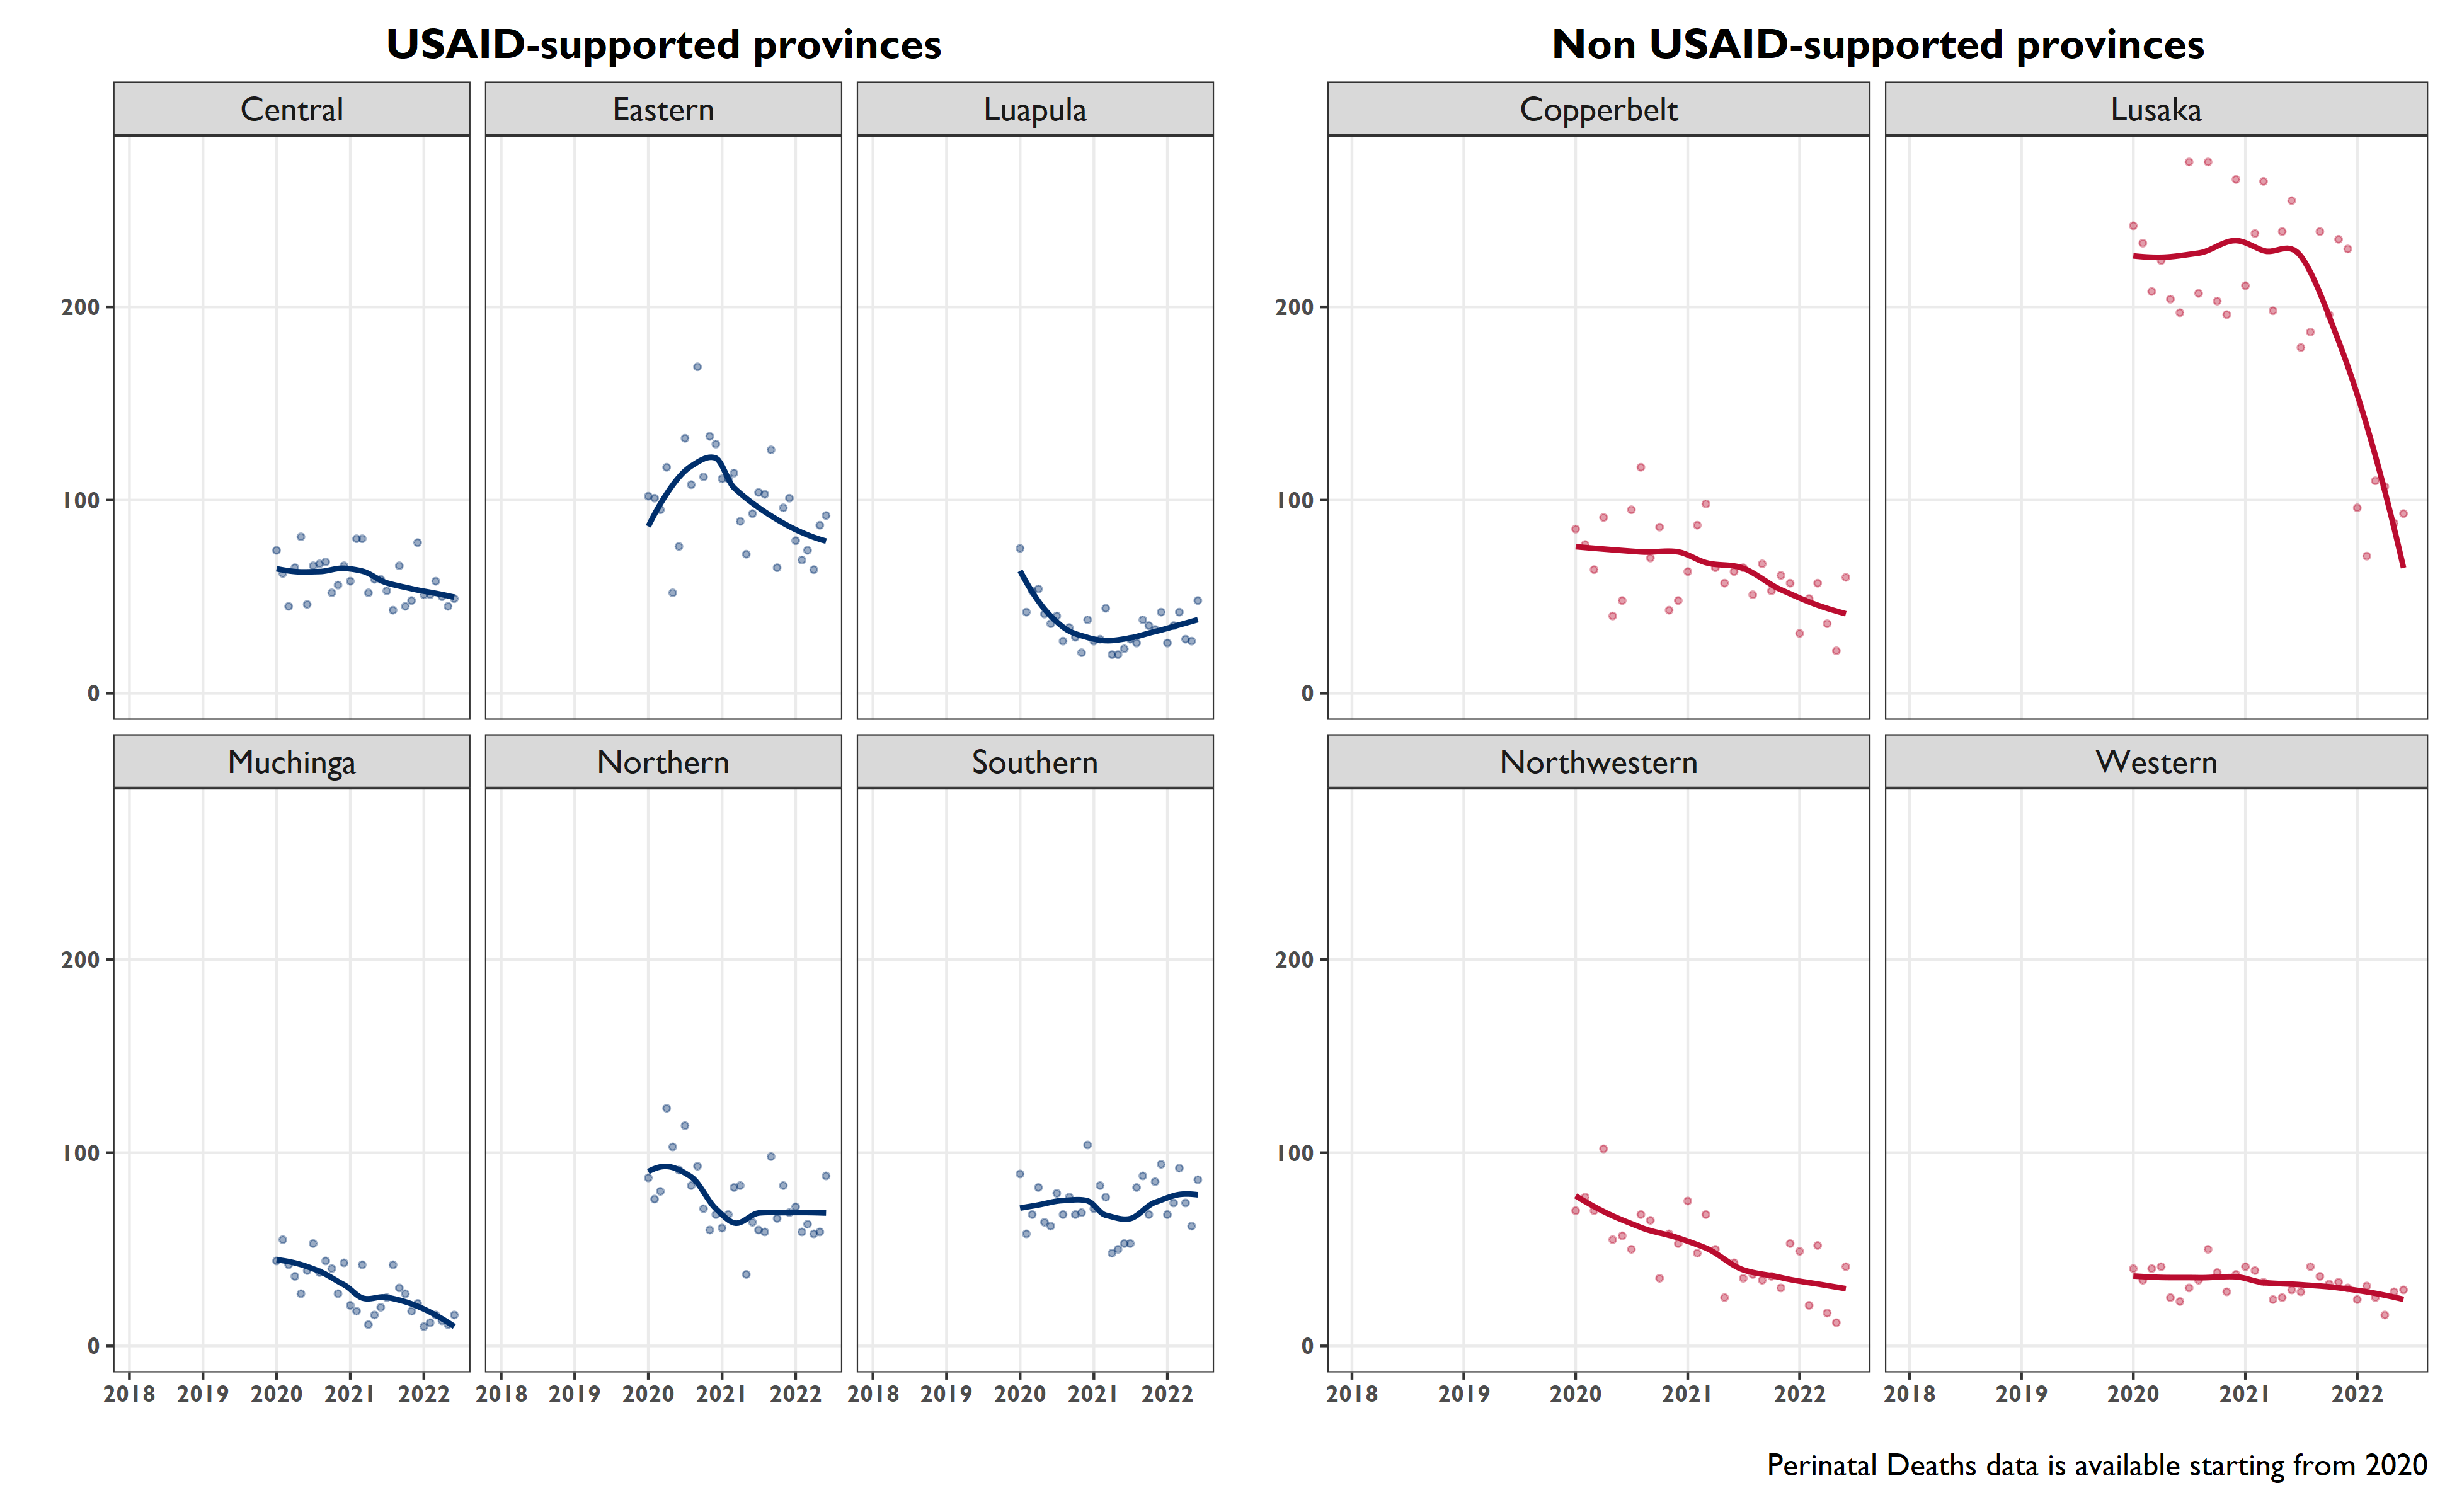 USAID-supported provinces
Non USAID-supported provinces
Central
Eastern
Luapula
Copperbelt
Lusaka
200
100
0
200
100
0
Muchinga
Northern
Southern
Northwestern
Western
200
100
0
200
100
0
2018 2019 2020 2021 2022
2018 2019 2020 2021 2022
2018 2019 2020 2021 2022
2018 2019 2020 2021 2022
2018 2019 2020 2021 2022
Perinatal Deaths data is available starting from 2020